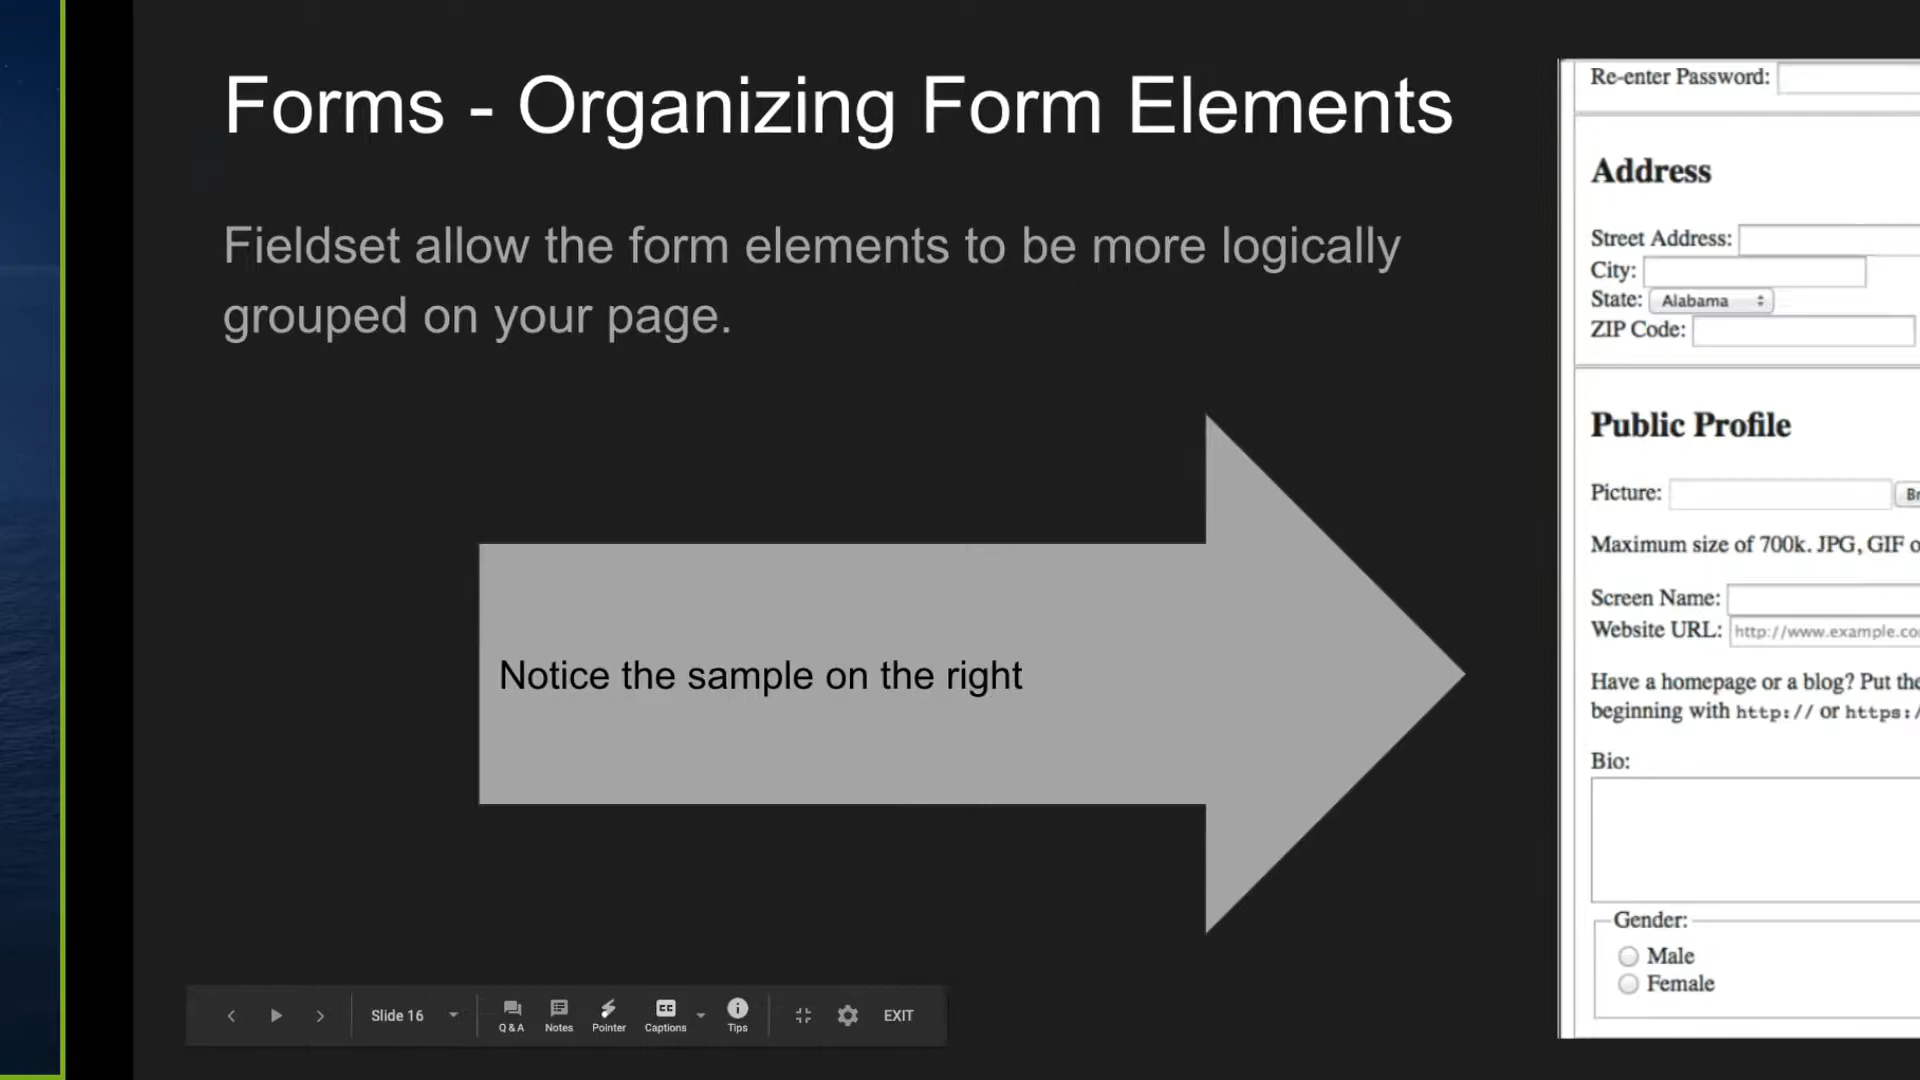 Forms - Organizing Form Elements
Fieldset allow the form elements to be more logically
grouped on your page.
Notice the sample on the right
Re-enter Password:
Address
Street Address:
City:
State: Alabama
ZIP Code:
Public Profile
Picture:
Maximum size of 700k. JPG, GIF
Screen Name:
Website URL: http://www.example.co
Have a homepage or a blog? Put the
beginning with http:// or https:/
Bio:
Gender:
Male
Female
Slide 16
Q & A
Notes
Pointer
Captions
Tips
EXIT